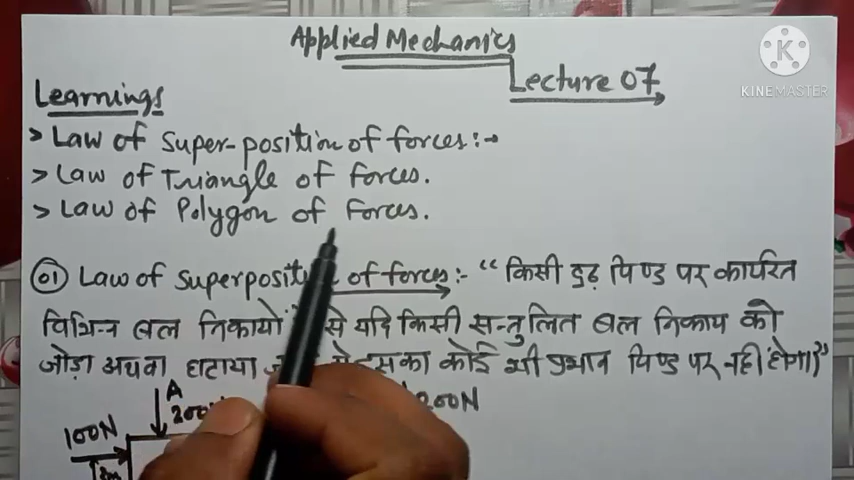 Applied Mechanics
Lecture 07
KINEMASTER
Learnings
> Law of Super-position of forces:→
> Law of Triangle of forces.
> Law of Polygon of forces.
01 Law of superposit of forces:- "किसी दुढ़ पिण्ड पर कार्यरत
विभिन्न बल निकायो से यदि किसी सन्तुलित बल निकाय को
जोड़ा अथवा घटाया का कोई भी प्रभाव पिण्ड पर नही होगा।"
A
200N
100N